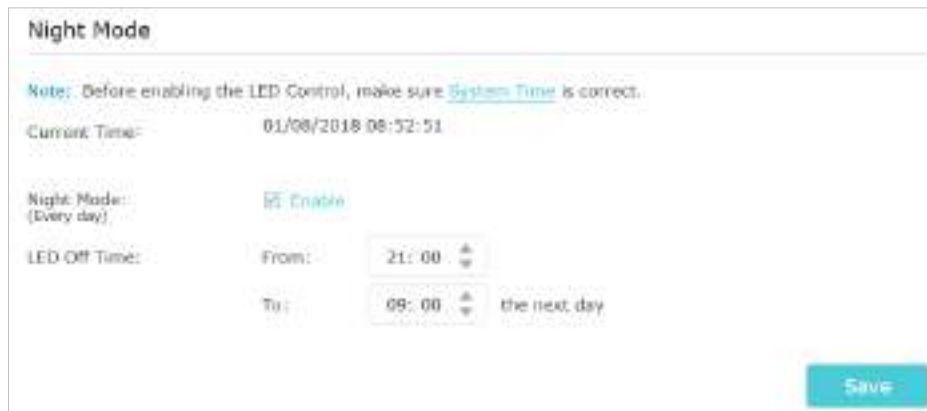 Night Mode
Note: Before enabling the LED Control, make sure System Time is correct.
Current Time: 01/08/2018 08:52:51
Night Mode: Enable
(Every day)
LED Off Time: From: 21: 00
To: 09: 00 the next day
Save